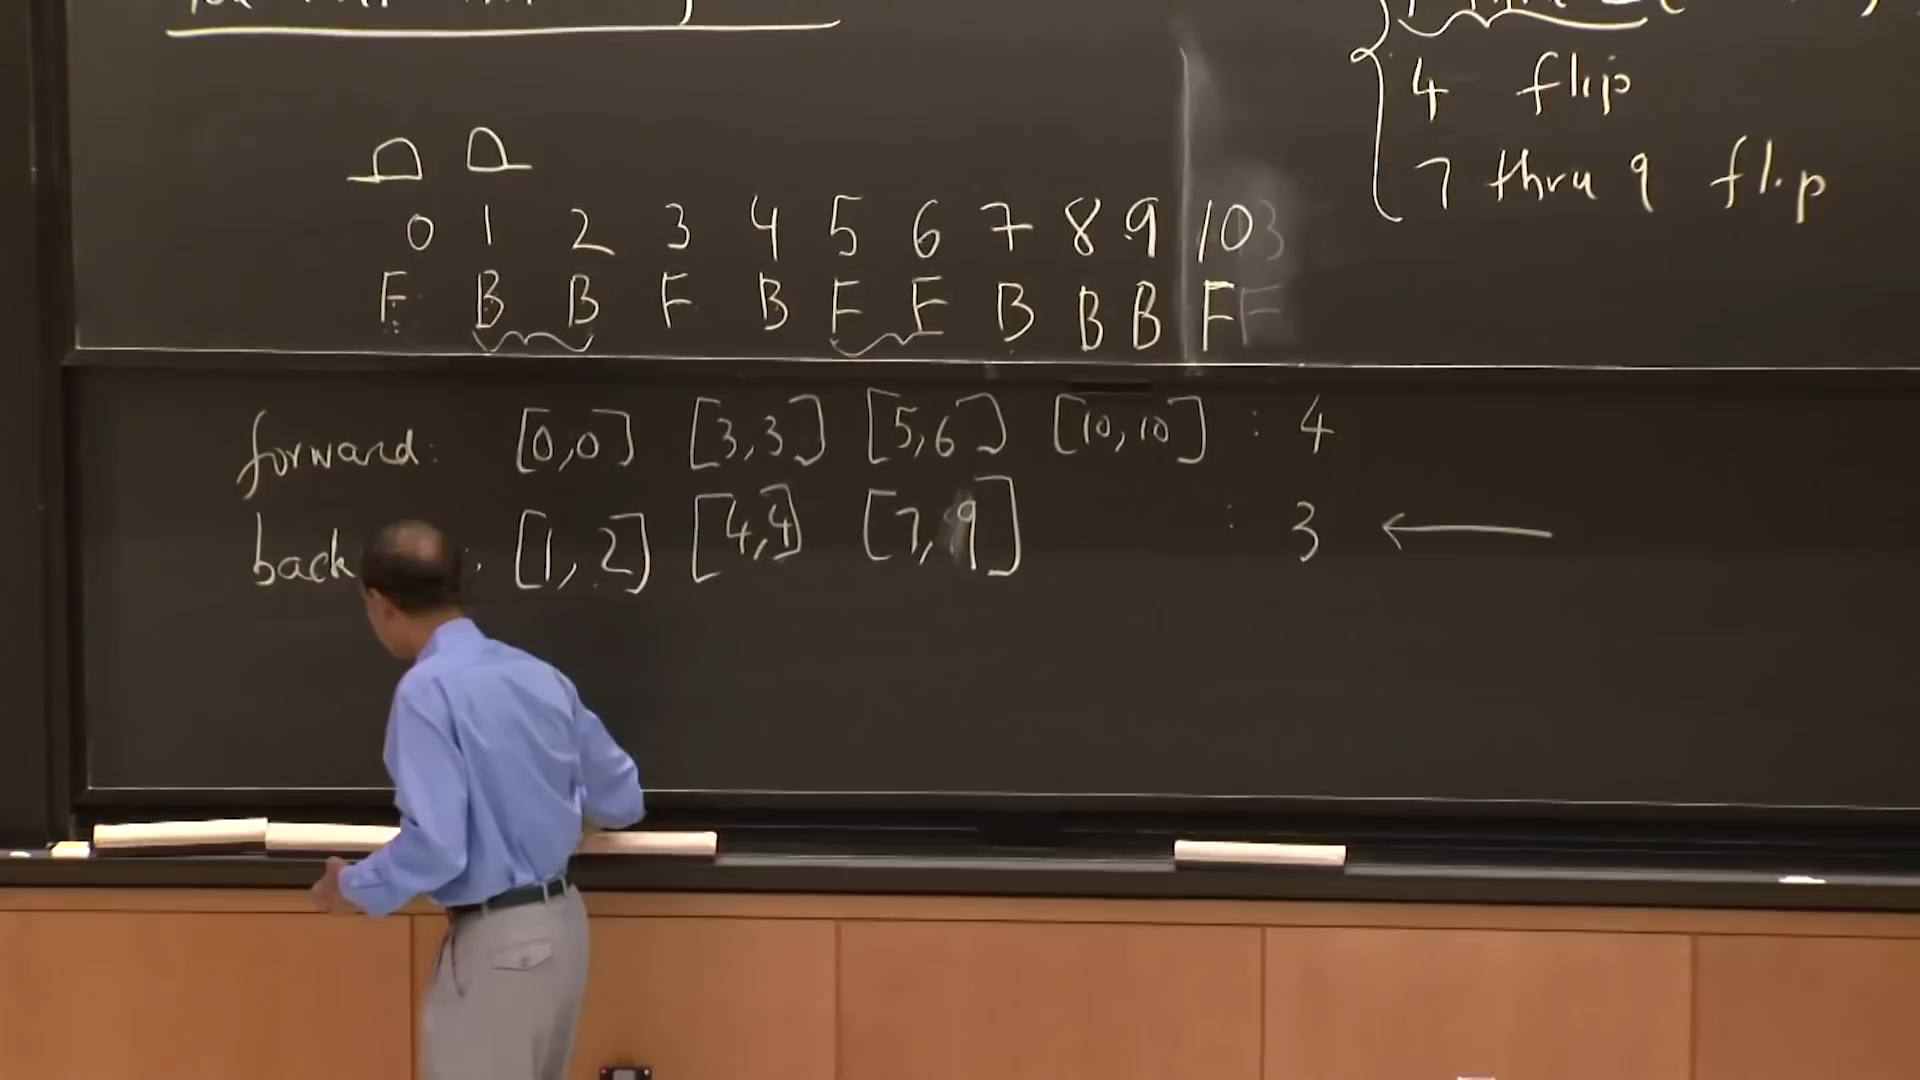 4 flip
7 thru 9 flip
0 1 2 3 4 5 6 7 8 9 10 3
F B B F B F F B B B F F
forward: [0,0] [3,3] [5,6] [10,10] : 4
back : [1,2] [4,4] [7,9] : 3